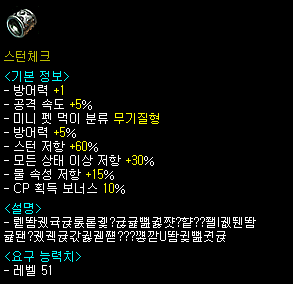 스턴체크
<기본 정보>
- 방어력 +1
- 공격 속도 +5%
- 미니 펫 먹이 분류 무기질형
- 방어력 +5%
- 스턴 저항 +60%
- 모든 상태 이상 저항 +30%
- 물 속성 저항 +15%
- CP 획득 보너스 10%
<설명>
<요구 능력치>
- 레벨 51